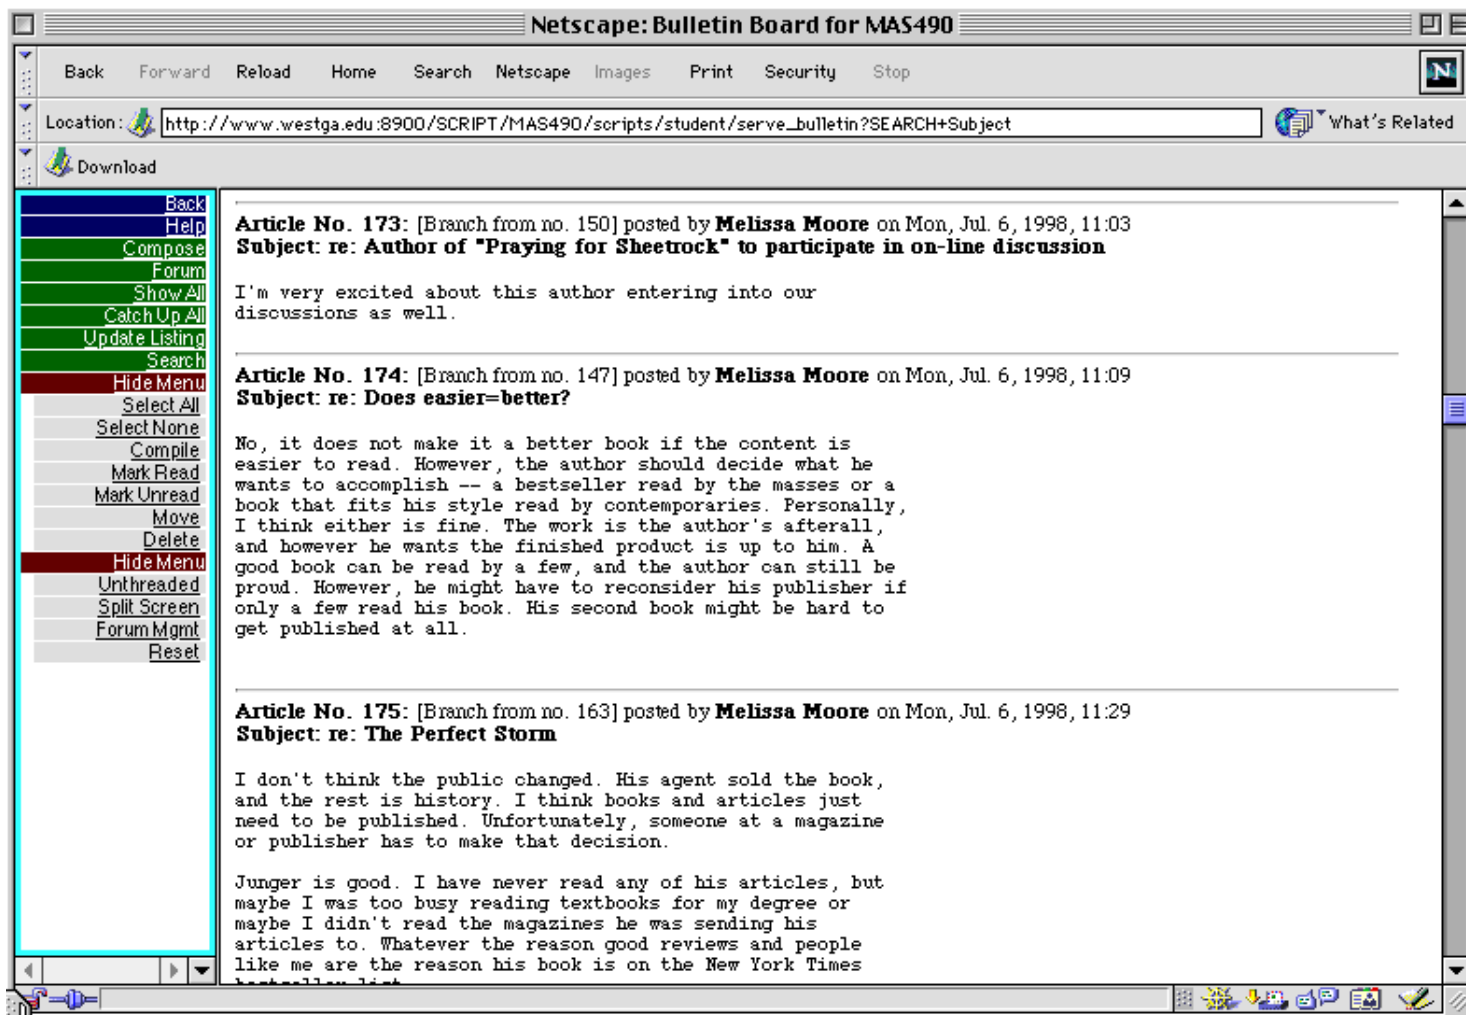 Netscape: Bulletin Board for MAS490
Back Forward Reload Home Search Netscape Images Print Security Stop
N
Location: http://www.westga.edu:8900/SCRIPT/MAS490/scripts/student/serve_bulletin?SEARCH+Subject What's Related
Download
Back
Help
Compose
Forum
Show All
Catch Up All
Update Listing
Search
Hide Menu
Select All
Select None
Compile
Mark Read
Mark Unread
Move
Delete
Hide Menu
Unthreaded
Split Screen
Forum Mgmt
Reset
Article No. 173: [Branch from no. 150] posted by Melissa Moore on Mon, Jul. 6, 1998, 11:03
Subject: re: Author of "Praying for Sheetrock" to participate in on-line discussion
I'm very excited about this author entering into our
discussions as well.
Article No. 174: [Branch from no. 147] posted by Melissa Moore on Mon, Jul. 6, 1998, 11:09
Subject: re: Does easier=better?
No, it does not make it a better book if the content is
easier to read. However, the author should decide what he
wants to accomplish -- a bestseller read by the masses or a
book that fits his style read by contemporaries. Personally,
I think either is fine. The work is the author's afterall,
and however he wants the finished product is up to him. A
good book can be read by a few, and the author can still be
proud. However, he might have to reconsider his publisher if
only a few read his book. His second book might be hard to
get published at all.
Article No. 175: [Branch from no. 163] posted by Melissa Moore on Mon, Jul. 6, 1998, 11:29
Subject: re: The Perfect Storm
I don't think the public changed. His agent sold the book,
and the rest is history. I think books and articles just
need to be published. Unfortunately, someone at a magazine
or publisher has to make that decision.
Junger is good. I have never read any of his articles, but
maybe I was too busy reading textbooks for my degree or
maybe I didn't read the magazines he was sending his
articles to. Whatever the reason good reviews and people
like me are the reason his book is on the New York Times
bestseller list